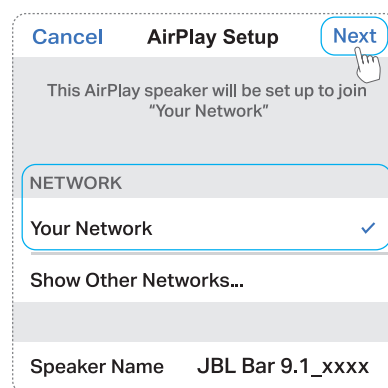 Cancel AirPlay Setup Next
This AirPlay speaker will be set up to join
“Your Network”
NETWORK
Your Network
Show Other Networks...
Speaker Name JBL Bar 9.1_xxxx